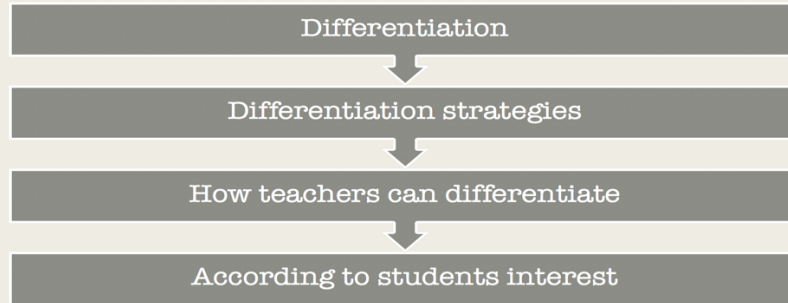 Differentiation
Differentiation strategies
How teachers can differentiate
According to students interest